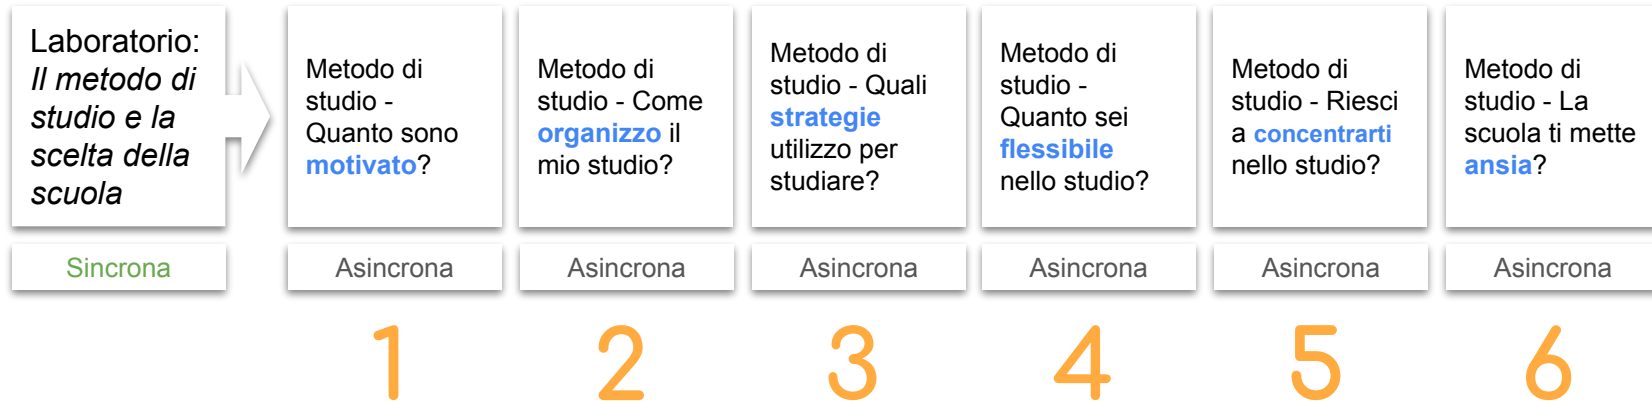 Laboratorio:
Il metodo di
studio e la
scelta della
scuola
Sincrona
Metodo di
studio -
Quanto sono
motivato?
Asincrona
1
Metodo di
studio - Come
organizzo il
mio studio?
Asincrona
2
Metodo di
studio - Quali
strategie
utilizzo per
studiare?
Asincrona
3
Metodo di
studio -
Quanto sei
flessibile
nello studio?
Asincrona
4
Metodo di
studio - Riesci
a concentrarti
nello studio?
Asincrona
5
Metodo di
studio - La
scuola ti mette
ansia?
Asincrona
6